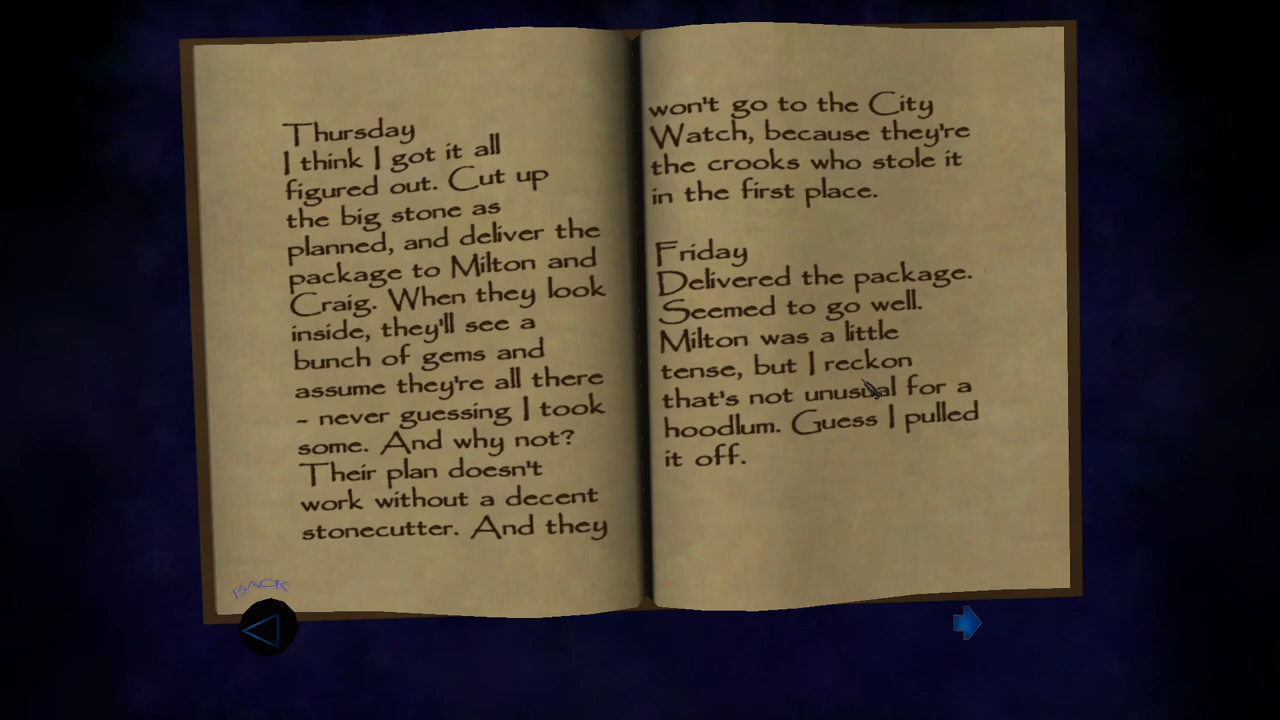 Thursday
I think I got it all
figured out. Cut up
the big stone as
planned, and deliver the
package to Milton and
Craig. When they look
inside, they'll see a
bunch of gems and
assume they're all there
- never guessing I took
some. And why not?
Their plan doesn't
work without a decent
stonecutter. And they
won't go to the City
Watch, because they're
the crooks who stole it
in the first place.
Friday
Delivered the package.
Seemed to go well.
Milton was a little
tense, but I reckon
that's not unusual for a
hoodlum. Guess I pulled
it off.
BACK